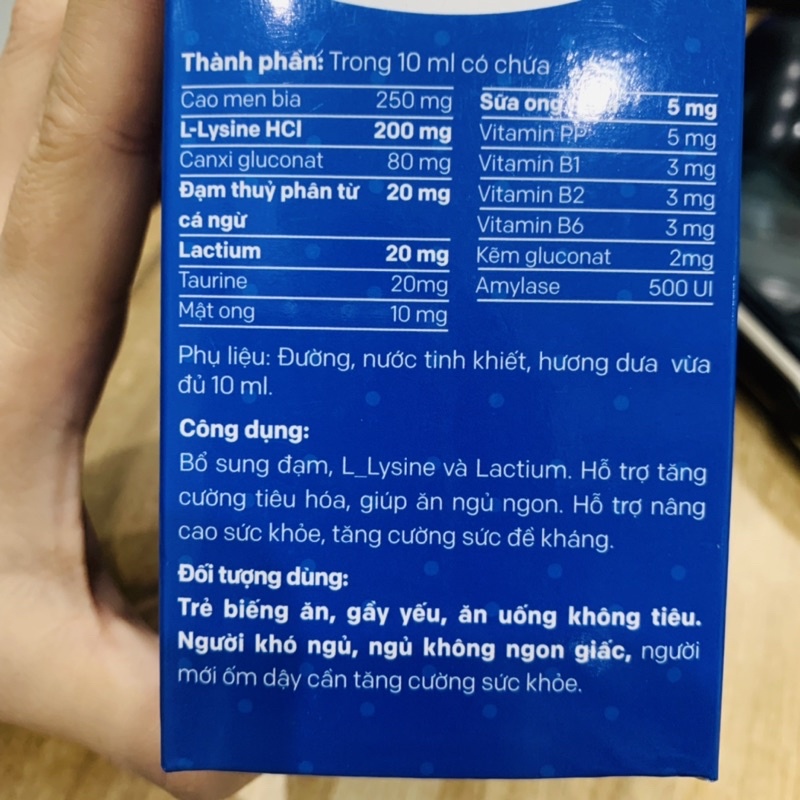 Thành phần: Trong 10 ml có chứa
Cao men bia 250 mg
L-Lysine HCl 200 mg
Canxi gluconat 80 mg
Đạm thuỷ phân từ 20 mg
cá ngừ
Lactium 20 mg
Taurine 20mg
Mật ong 10 mg
Sữa ong 5 mg
Vitamin PP 5 mg
Vitamin B1 3 mg
Vitamin B2 3 mg
Vitamin B6 3 mg
Kẽm gluconat 2mg
Amylase 500 UI
Phụ liệu: Đường, nước tinh khiết, hương dưa vừa
đủ 10 ml.
Công dụng:
Bổ sung đạm, L_Lysine và Lactium. Hỗ trợ tăng
cường tiêu hóa, giúp ăn ngủ ngon. Hỗ trợ nâng
cao sức khỏe, tăng cường sức đề kháng.
Đối tượng dùng:
Trẻ biếng ăn, gầy yếu, ăn uống không tiêu.
Người khó ngủ, ngủ không ngon giấc, người
mới ốm dậy cần tăng cường sức khỏe.